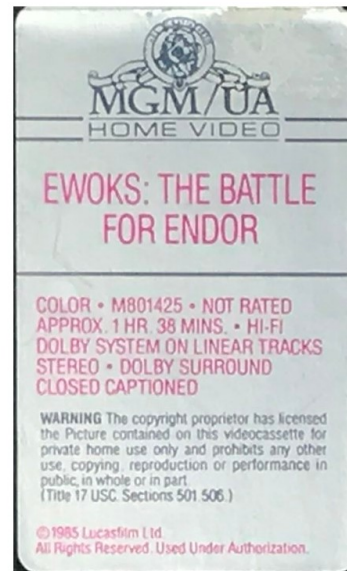 MGM/UA
HOME VIDEO
EWOKS: THE BATTLE
FOR ENDOR
COLOR • M801425 • NOT RATED
APPROX. 1 HR. 38 MINS. • HI-FI
DOLBY SYSTEM ON LINEAR TRACKS
STEREO • DOLBY SURROUND
CLOSED CAPTIONED
WARNING The copyright proprietor has licensed
the Picture contained on this videocassette for
private home use only and prohibits any other
use, copying, reproduction or performance in
public, in whole or in part.
(Title 17 USC. Sections 501 506.)
©1985 Lucasfilm Ltd.
All Rights Reserved. Used Under Authorization.